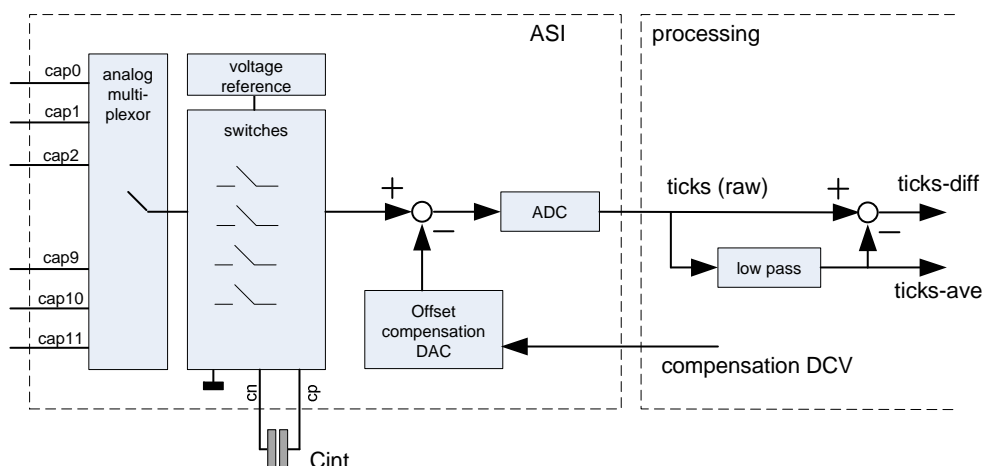 ASI
processing
cap0
cap1
cap2
cap9
cap10
cap11
analog
multi-
plexor
voltage
reference
switches
cn
cp
Cint
+
−
ADC
Offset
compensation
DAC
ticks (raw)
+
−
ticks-diff
low pass
ticks-ave
compensation DCV